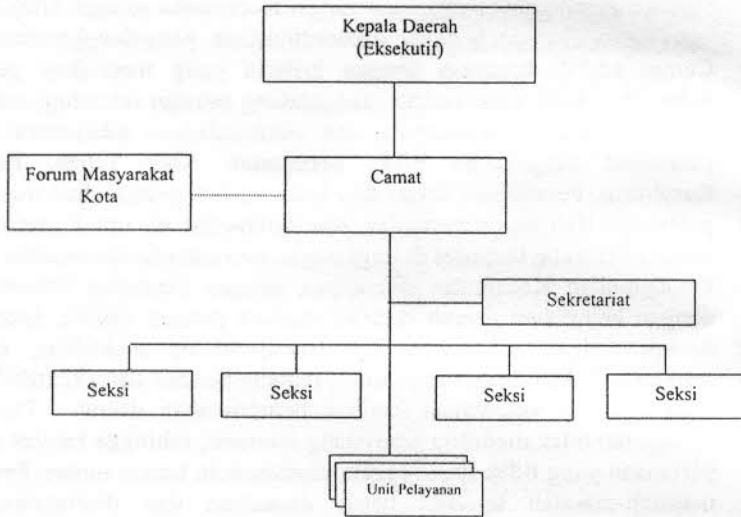 Kepala Daerah
(Eksekutif)
Forum Masyarakat
Kota
Camat
Sekretariat
Seksi
Seksi
Seksi
Seksi
Unit Pelayanan